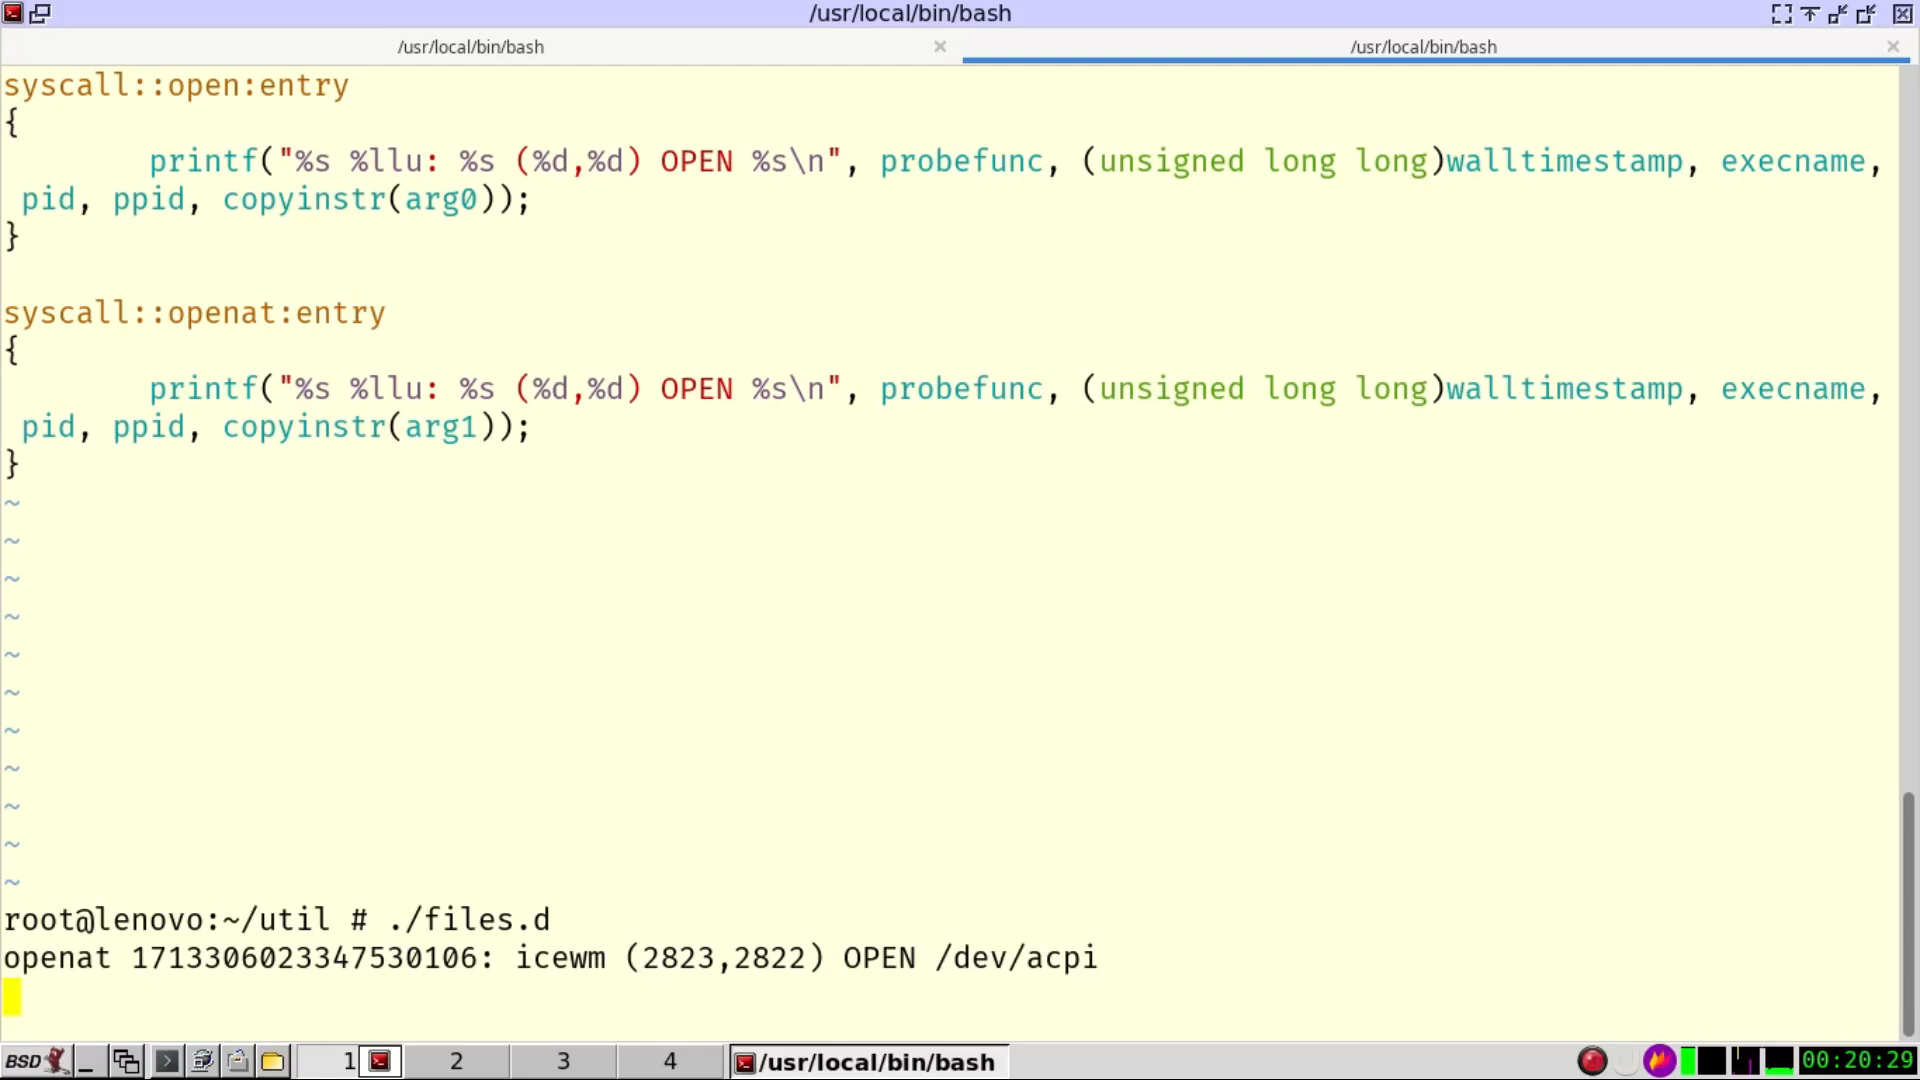 /usr/local/bin/bash
/usr/local/bin/bash
/usr/local/bin/bash
syscall::open:entry
{
printf("%s %llu: %s (%d,%d) OPEN %s\n", probefunc, (unsigned long long)walltimestamp, execname,
pid, ppid, copyinstr(arg0));
}
syscall::openat:entry
{
printf("%s %llu: %s (%d,%d) OPEN %s\n", probefunc, (unsigned long long)walltimestamp, execname,
pid, ppid, copyinstr(arg1));
}
~
~
~
~
~
~
~
~
~
~
~
root@lenovo:~/util # ./files.d
openat 1713306023347530106: icewm (2823,2822) OPEN /dev/acpi
BSD 1 2 3 4 /usr/local/bin/bash 00:20:29